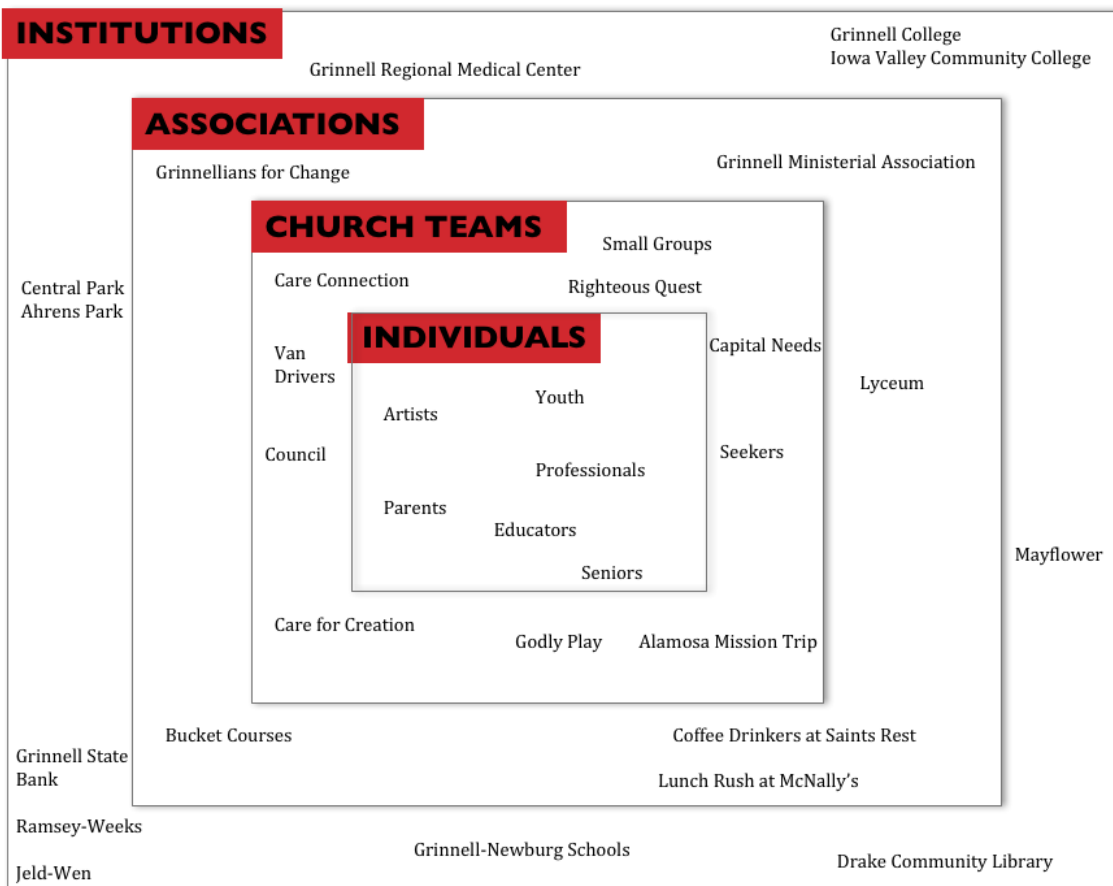 INSTITUTIONS
Grinnell College
Iowa Valley Community College
Grinnell Regional Medical Center
ASSOCIATIONS
Grinnell Ministerial Association
Grinnellians for Change
CHURCH TEAMS
Small Groups
Care Connection
Righteous Quest
Central Park
Ahrens Park
INDIVIDUALS
Capital Needs
Van
Drivers
Lyceum
Youth
Artists
Council
Seekers
Professionals
Parents
Educators
Mayflower
Seniors
Care for Creation
Godly Play
Alamosa Mission Trip
Bucket Courses
Coffee Drinkers at Saints Rest
Grinnell State
Bank
Lunch Rush at McNally’s
Ramsey-Weeks
Grinnell-Newburg Schools
Drake Community Library
Jeld-Wen